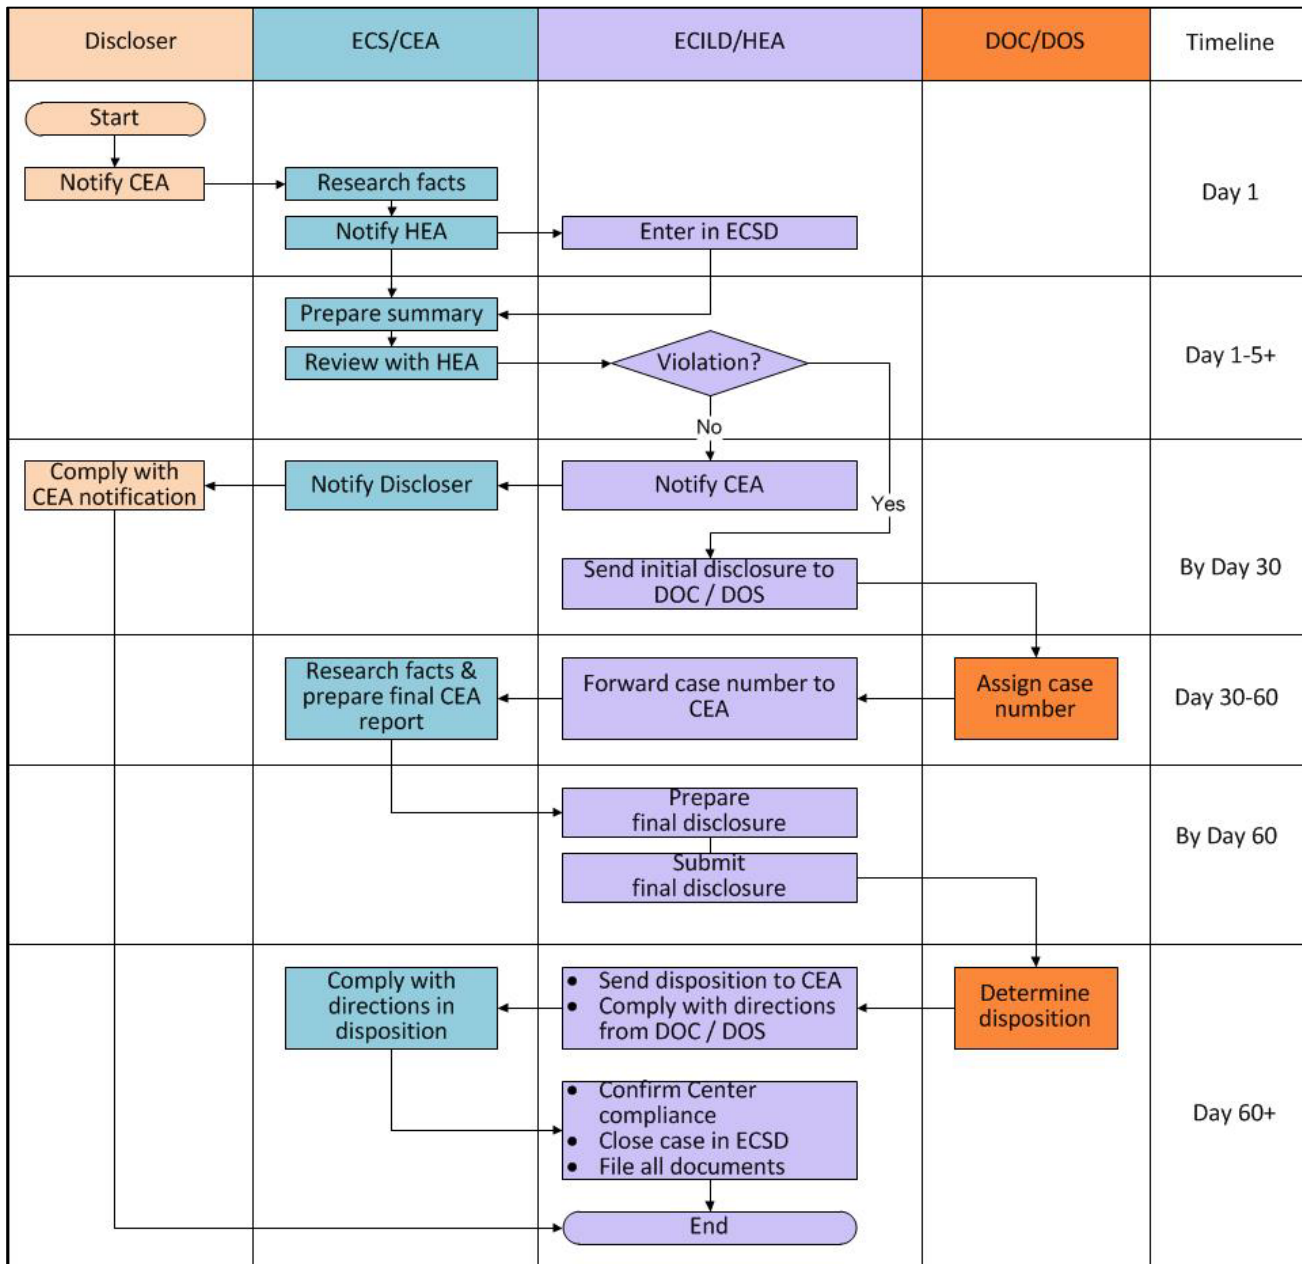 Discloser
ECS/CEA
ECILD/HEA
DOC/DOS
Timeline
Start
Notify CEA
Research facts
Day 1
Notify HEA
Enter in ECSD
Prepare summary
Review with HEA
Violation?
Day 1-5+
No
Comply with
CEA notification
Notify Discloser
Notify CEA
Yes
Send initial disclosure to
DOC / DOS
By Day 30
Research facts &
prepare final CEA
report
Forward case number to
CEA
Assign case
number
Day 30-60
Prepare
final disclosure
By Day 60
Submit
final disclosure
Comply with
directions in
disposition
• Send disposition to CEA
• Comply with directions
from DOC / DOS
Determine
disposition
• Confirm Center
compliance
• Close case in ECSD
• File all documents
Day 60+
End